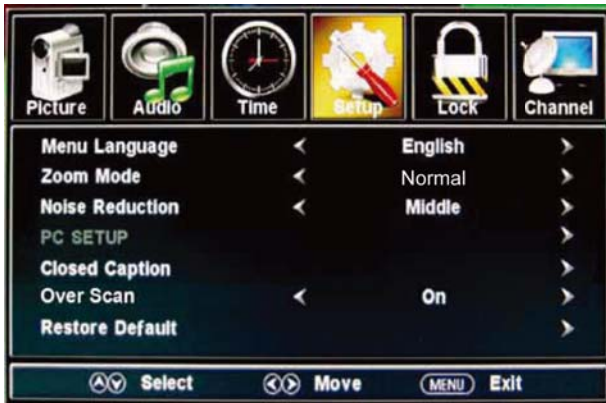 Picture Audio Time Setup Lock Channel
Menu Language English
Zoom Mode Normal
Noise Reduction Middle
PC SETUP
Closed Caption
Over Scan On
Restore Default
Select Move MENU Exit